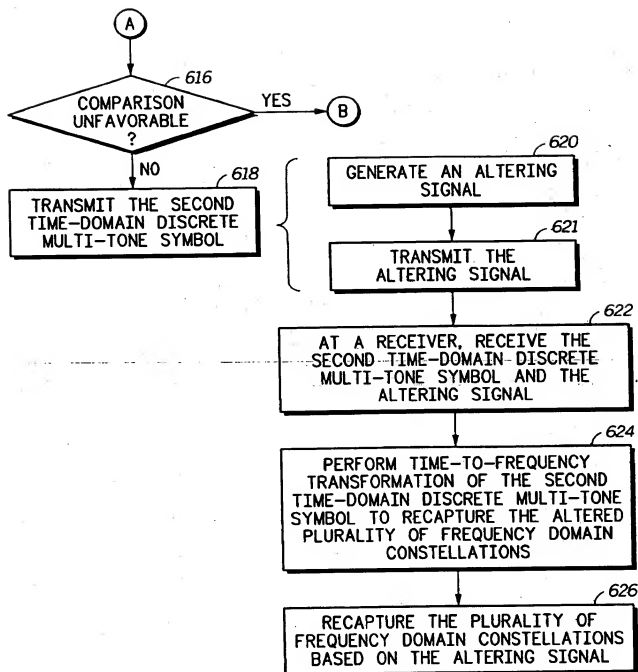 A
616
COMPARISON
UNFAVORABLE
?
YES
B
NO
618
TRANSMIT THE SECOND
TIME-DOMAIN DISCRETE
MULTI-TONE SYMBOL
620
GENERATE AN ALTERING
SIGNAL
621
TRANSMIT THE
ALTERING SIGNAL
622
AT A RECEIVER, RECEIVE THE
SECOND TIME-DOMAIN DISCRETE
MULTI-TONE SYMBOL AND THE
ALTERING SIGNAL
624
PERFORM TIME-TO-FREQUENCY
TRANSFORMATION OF THE SECOND
TIME-DOMAIN DISCRETE MULTI-TONE
SYMBOL TO RECAPTURE THE ALTERED
PLURALITY OF FREQUENCY DOMAIN
CONSTELLATIONS
626
RECAPTURE THE PLURALITY OF
FREQUENCY DOMAIN CONSTELLATIONS
BASED ON THE ALTERING SIGNAL